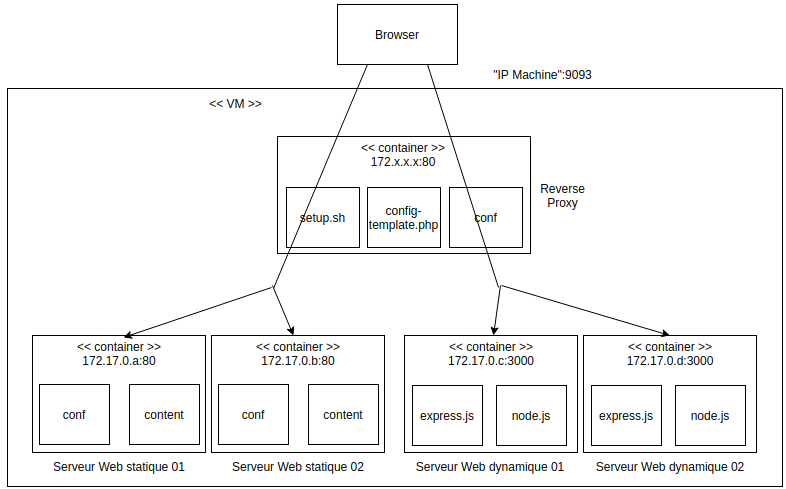 Browser
"IP Machine":9093
<< VM >>
<< container >>
172.x.x.x:80
setup.sh
config-
template.php
conf
Reverse
Proxy
<< container >>
172.17.0.a:80
conf
content
Serveur Web statique 01
<< container >>
172.17.0.b:80
conf
content
Serveur Web statique 02
<< container >>
172.17.0.c:3000
express.js
node.js
Serveur Web dynamique 01
<< container >>
172.17.0.d:3000
express.js
node.js
Serveur Web dynamique 02